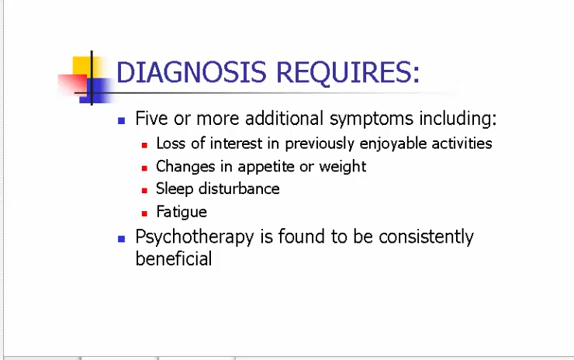 DIAGNOSIS REQUIRES:
Five or more additional symptoms including:
Loss of interest in previously enjoyable activities
Changes in appetite or weight
Sleep disturbance
Fatigue
Psychotherapy is found to be consistently
beneficial